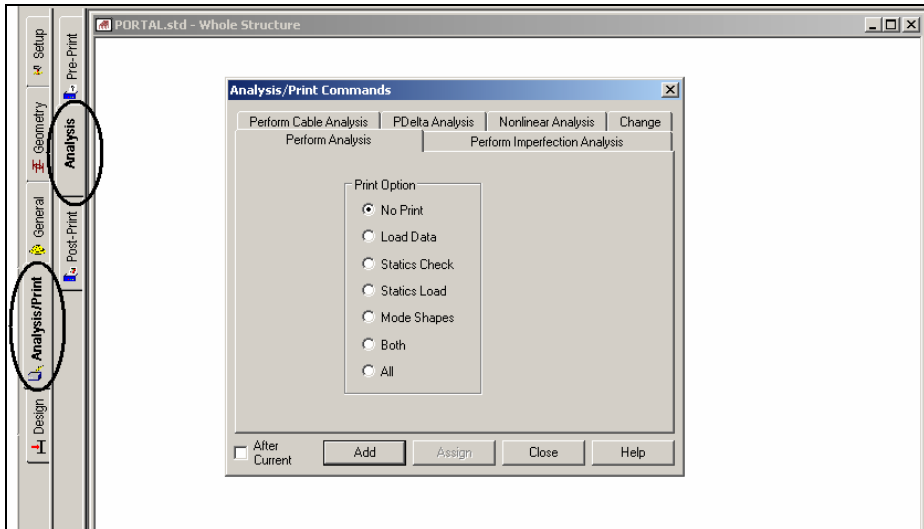 PORTAL.std - Whole Structure
Setup
Geometry
General
Analysis/Print
Design
Pre-Print
Analysis
Post-Print
Analysis/Print Commands
Perform Cable Analysis
PDelta Analysis
Nonlinear Analysis
Change
Perform Analysis
Perform Imperfection Analysis
Print Option
No Print
Load Data
Statics Check
Statics Load
Mode Shapes
Both
All
After
Current
Add
Assign
Close
Help